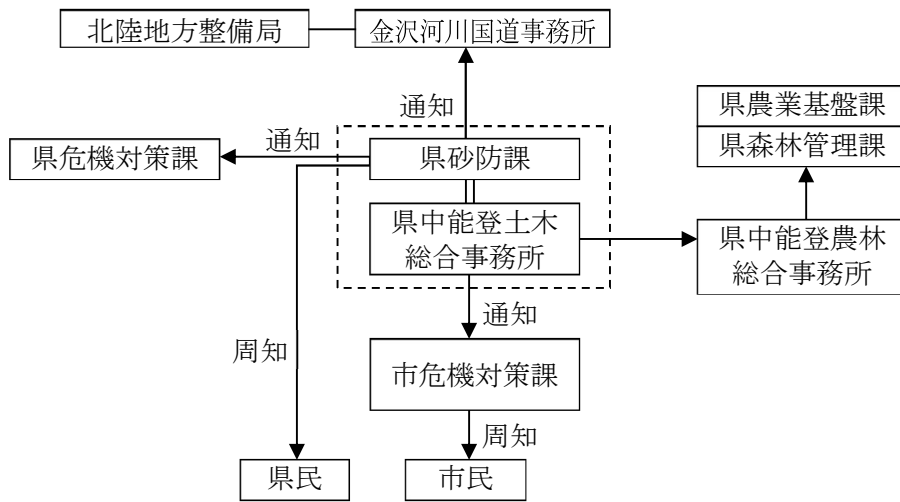 北陸地方整備局
金沢河川国道事務所
通知
県農業基盤課
県森林管理課
通知
県危機対策課
県砂防課
県中能登土木
総合事務所
県中能登農林
総合事務所
通知
周知
市危機対策課
周知
県民
市民